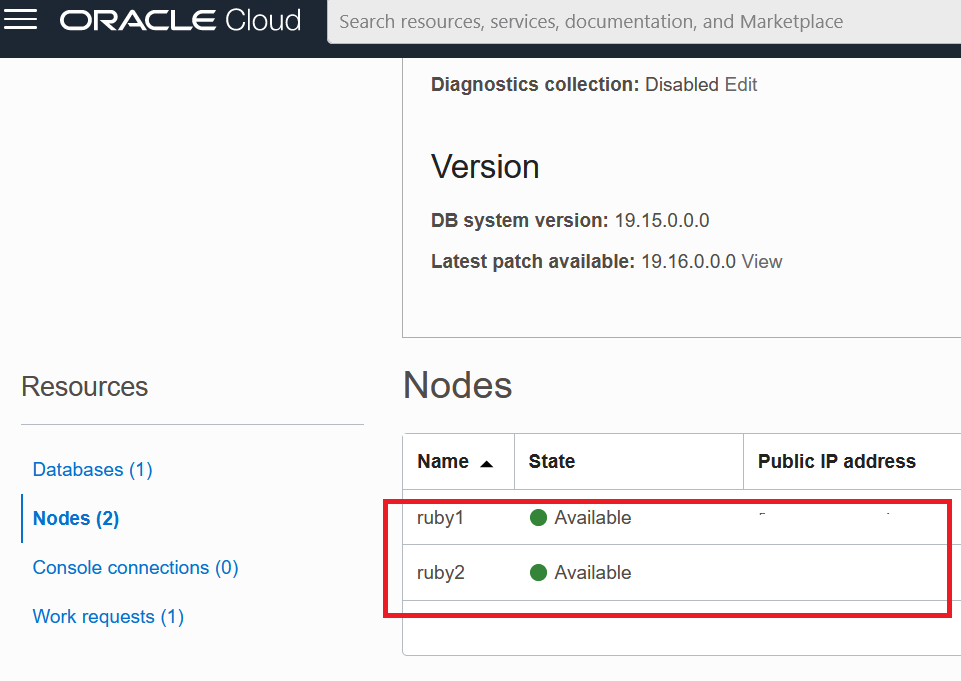 ORACLE Cloud
Search resources, services, documentation, and Marketplace
Diagnostics collection: Disabled Edit
Version
DB system version: 19.15.0.0.0
Latest patch available: 19.16.0.0.0 View
Resources
Databases (1)
Nodes (2)
Console connections (0)
Work requests (1)
Nodes
Name State Public IP address
ruby1 Available
ruby2 Available